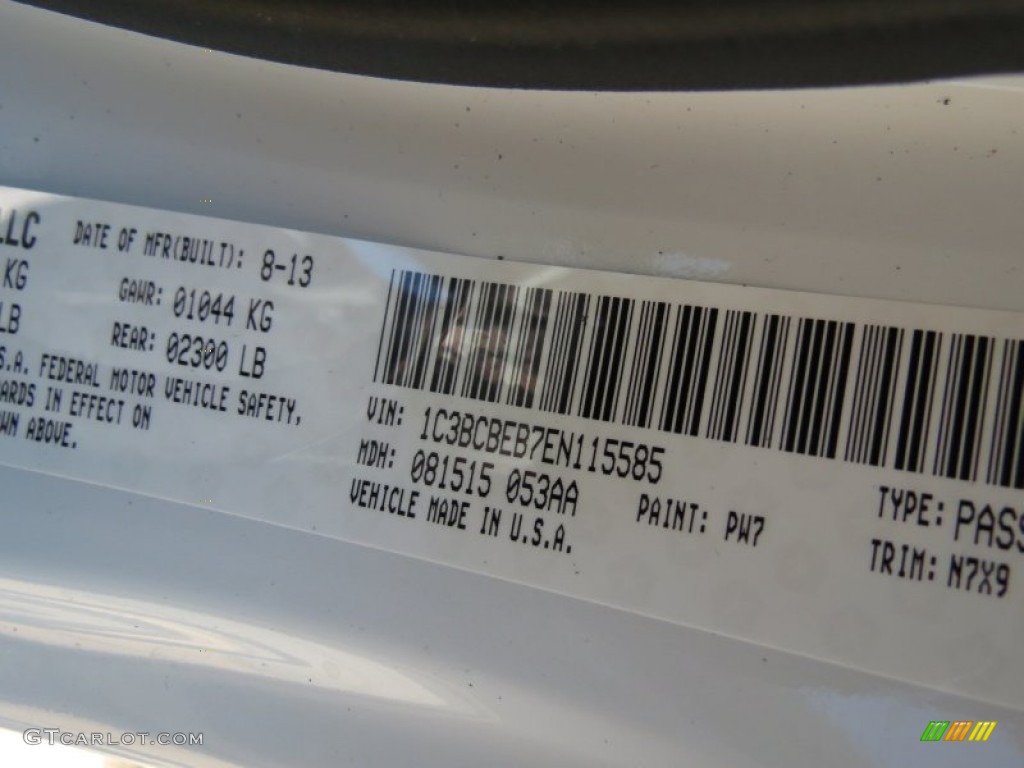 LLC DATE OF MFR(BUILT): 8-13
KG GAWR: 01044 KG
LB REAR: 02300 LB
S.A. FEDERAL MOTOR VEHICLE SAFETY,
ARDS IN EFFECT ON
WN ABOVE.
VIN: 1C3BCBEB7EN115585
MDH: 081515 053AA
VEHICLE MADE IN U.S.A.
PAINT: PW7
TYPE: PASS
TRIM: N7X9
GTCARLOT.COM